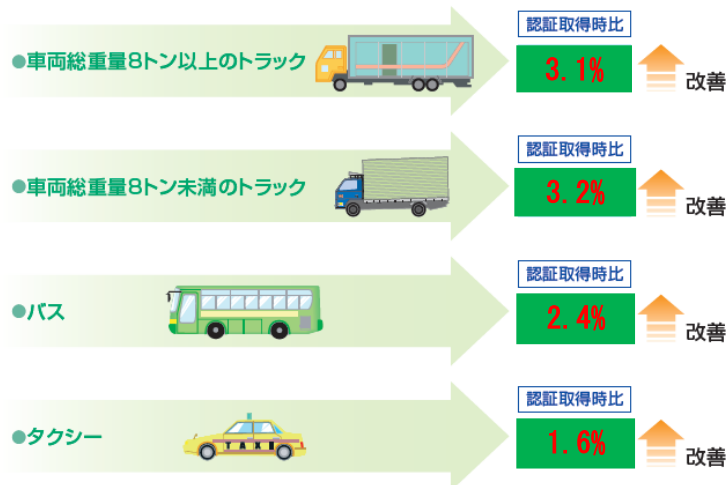 認証取得時比
●車両総重量8トン以上のトラック
3.1%
改善
認証取得時比
●車両総重量8トン未満のトラック
3.2%
改善
認証取得時比
●バス
2.4%
改善
認証取得時比
●タクシー
TAXI
1.6%
改善